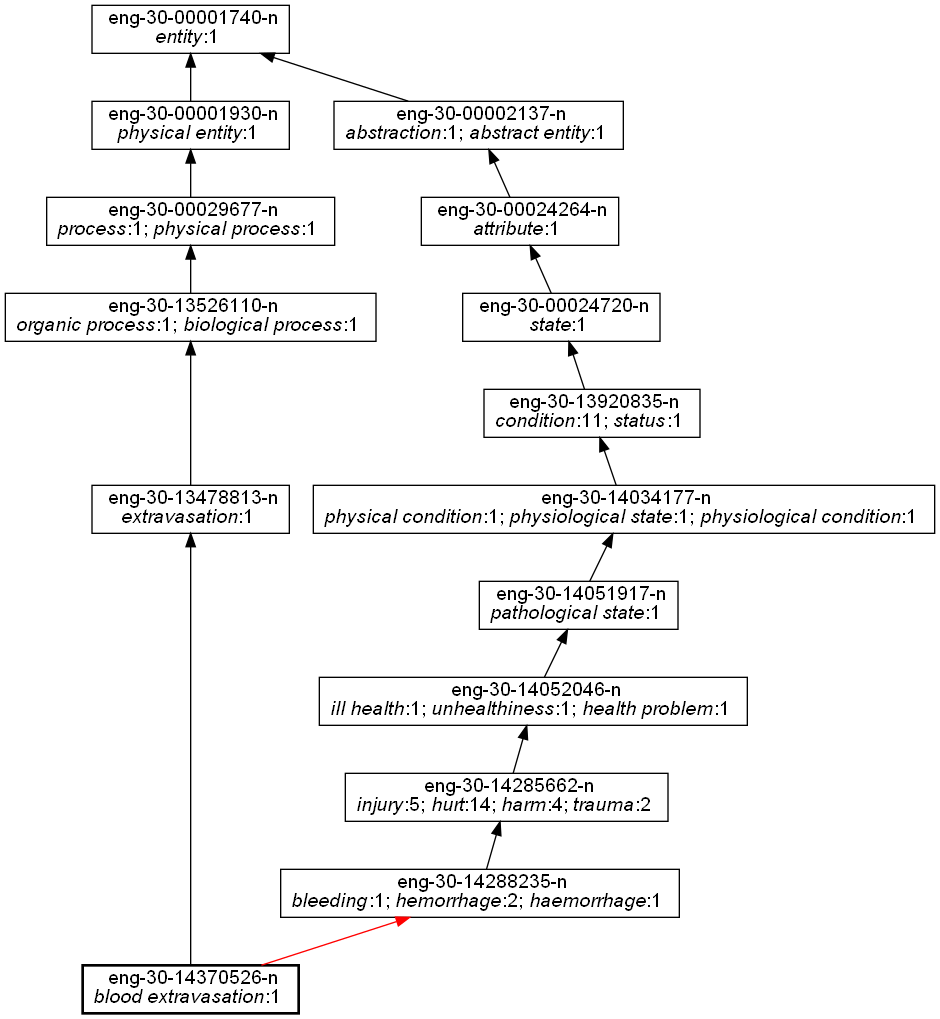 eng-30-00001740-n
entity:1
eng-30-00001930-n
physical entity:1
eng-30-00002137-n
abstraction:1; abstract entity:1
eng-30-00029677-n
process:1; physical process:1
eng-30-00024264-n
attribute:1
eng-30-13526110-n
organic process:1; biological process:1
eng-30-00024720-n
state:1
eng-30-13920835-n
condition:11; status:1
eng-30-13478813-n
extravasation:1
eng-30-14034177-n
physical condition:1; physiological state:1; physiological condition:1
eng-30-14051917-n
pathological state:1
eng-30-14052046-n
ill health:1; unhealthiness:1; health problem:1
eng-30-14285662-n
injury:5; hurt:14; harm:4; trauma:2
eng-30-14288235-n
bleeding:1; hemorrhage:2; haemorrhage:1
eng-30-14370526-n
blood extravasation:1